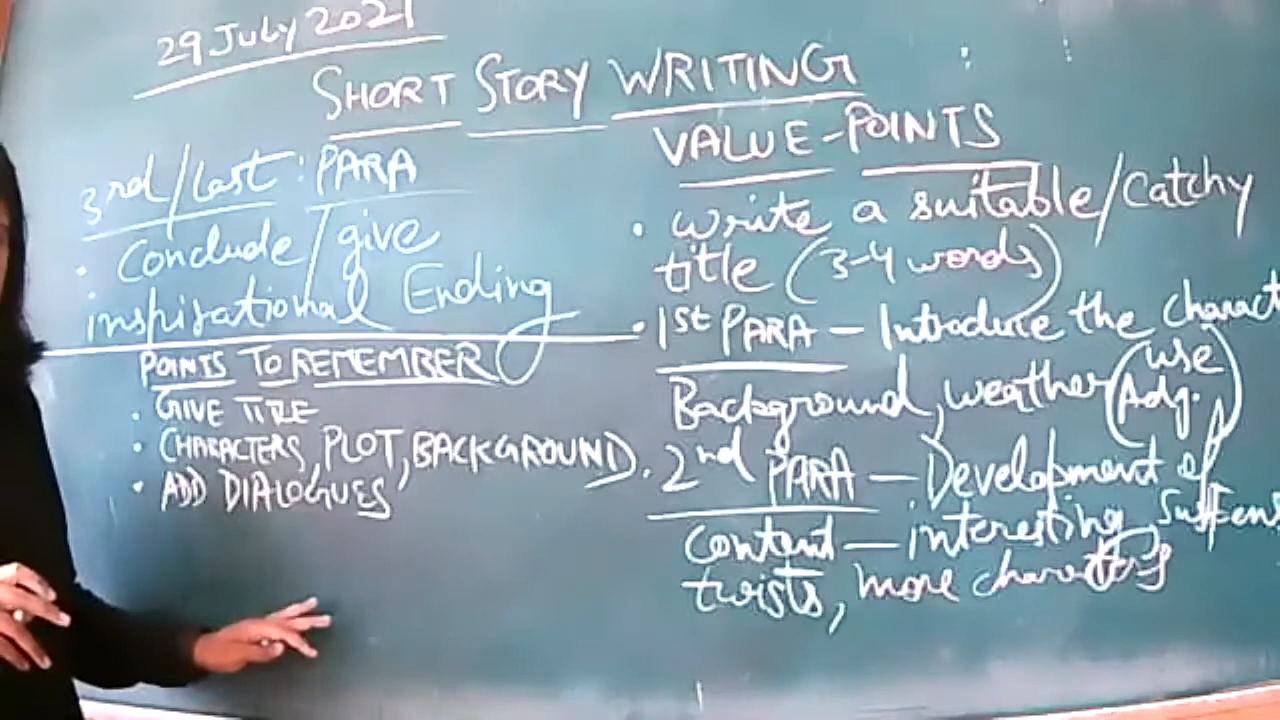 29 July 2021
SHORT STORY WRITING
VALUE-POINTS
• write a suitable/catchy
title (3-4 words)
• 1st PARA – Introduce the charact
Background, weather (use
Adj.)
• 2nd PARA – Development of
content – interesting, suspens
twists, more characters
3rd/last: PARA
• Conclude/give
inspirational Ending
POINTS TO REMEMBER
• GIVE
• CHARACTERS, PLOT, BACKGROUND.
• ADD DIALOGUES